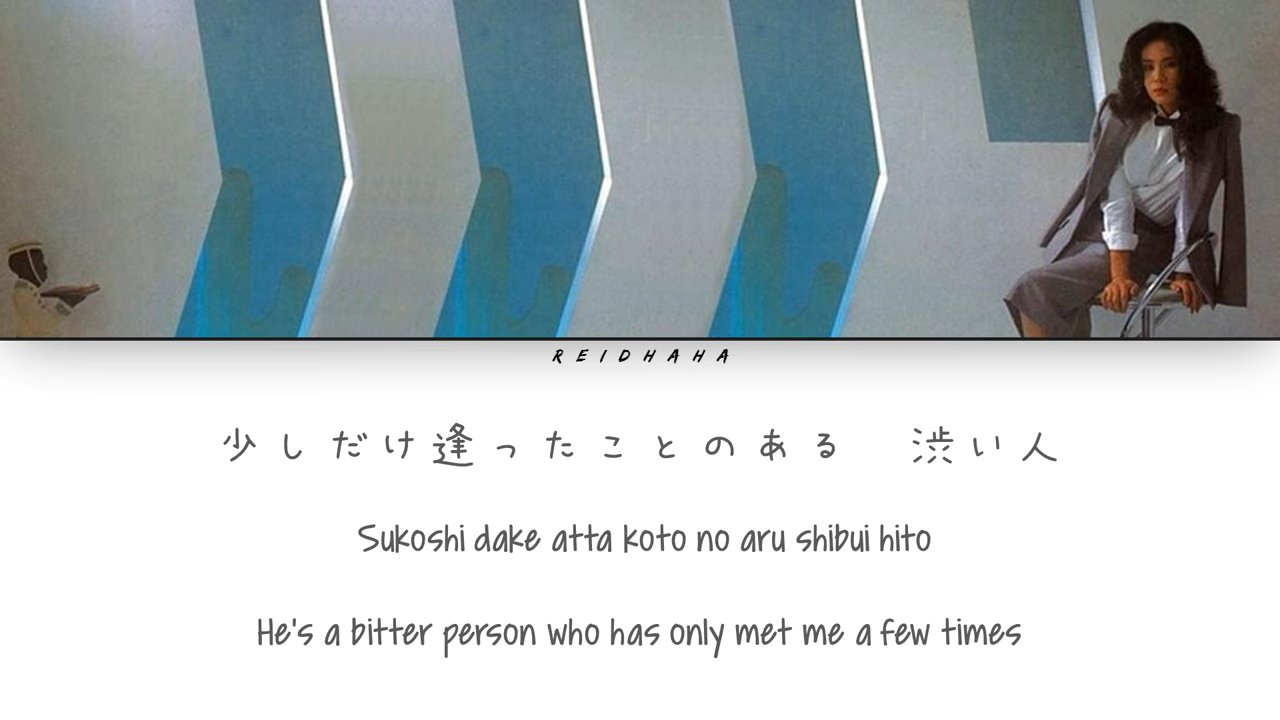 REIDHAHA
少しだけ逢ったことのある 渋い人
Sukoshi dake atta koto no aru shibui hito
He's a bitter person who has only met me a few times